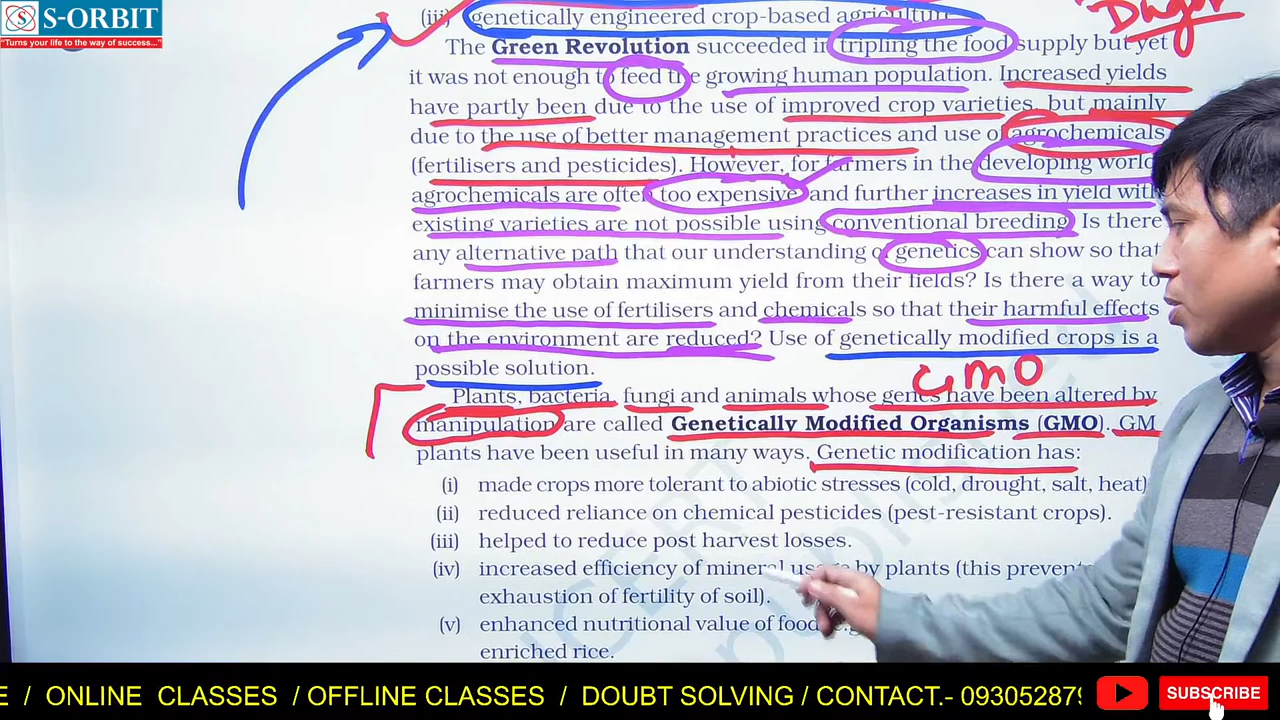 S-ORBIT
"Turns your life to the way of success..."
(iii) genetically engineered crop-based agriculture
The Green Revolution succeeded in tripling the food supply but yet
it was not enough to feed the growing human population. Increased yields
have partly been due to the use of improved crop varieties, but mainly
due to the use of better management practices and use of agrochemicals
(fertilisers and pesticides). However, for farmers in the developing world,
agrochemicals are often too expensive, and further increases in yield with
existing varieties are not possible using conventional breeding. Is there
any alternative path that our understanding of genetics can show so that
farmers may obtain maximum yield from their fields? Is there a way to
minimise the use of fertilisers and chemicals so that their harmful effects
on the environment are reduced? Use of genetically modified crops is a
possible solution.
GMO
Plants, bacteria, fungi and animals whose genes have been altered by
manipulation are called Genetically Modified Organisms (GMO). GM
plants have been useful in many ways. Genetic modification has:
(i) made crops more tolerant to abiotic stresses (cold, drought, salt, heat)
(ii) reduced reliance on chemical pesticides (pest-resistant crops).
(iii) helped to reduce post harvest losses.
(iv) increased efficiency of mineral usage by plants (this prevents
exhaustion of fertility of soil).
(v) enhanced nutritional value of food
enriched rice.
E / ONLINE CLASSES / OFFLINE CLASSES / DOUBT SOLVING / CONTACT.- 09305287
SUBSCRIBE